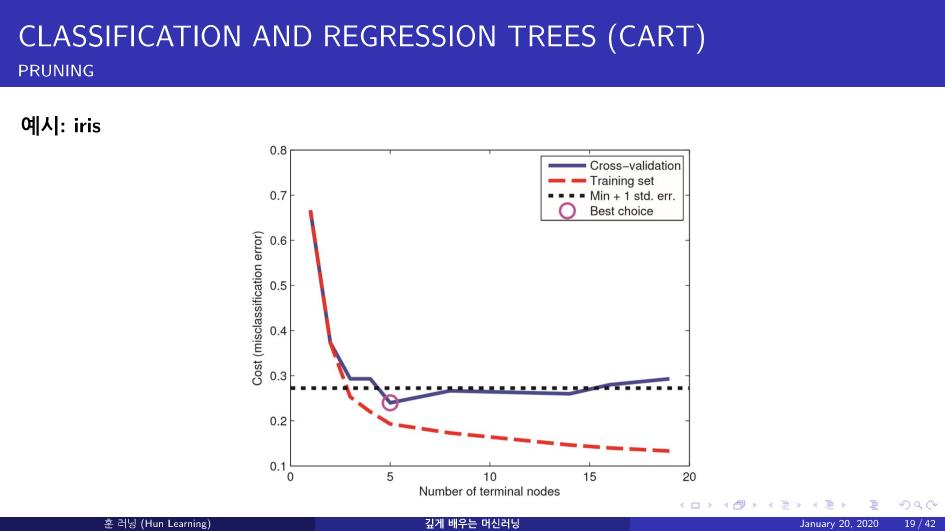 CLASSIFICATION AND REGRESSION TREES (CART)
PRUNING
예시: iris
0.8
0.7
0.6
0.5
0.4
0.3
0.2
0.1
Cost (misclassification error)
Cross−validation
Training set
Min + 1 std. err.
Best choice
0 5 10 15 20
Number of terminal nodes
훈 러닝 (Hun Learning) 깊게 배우는 머신러닝 January 20, 2020 19 / 42